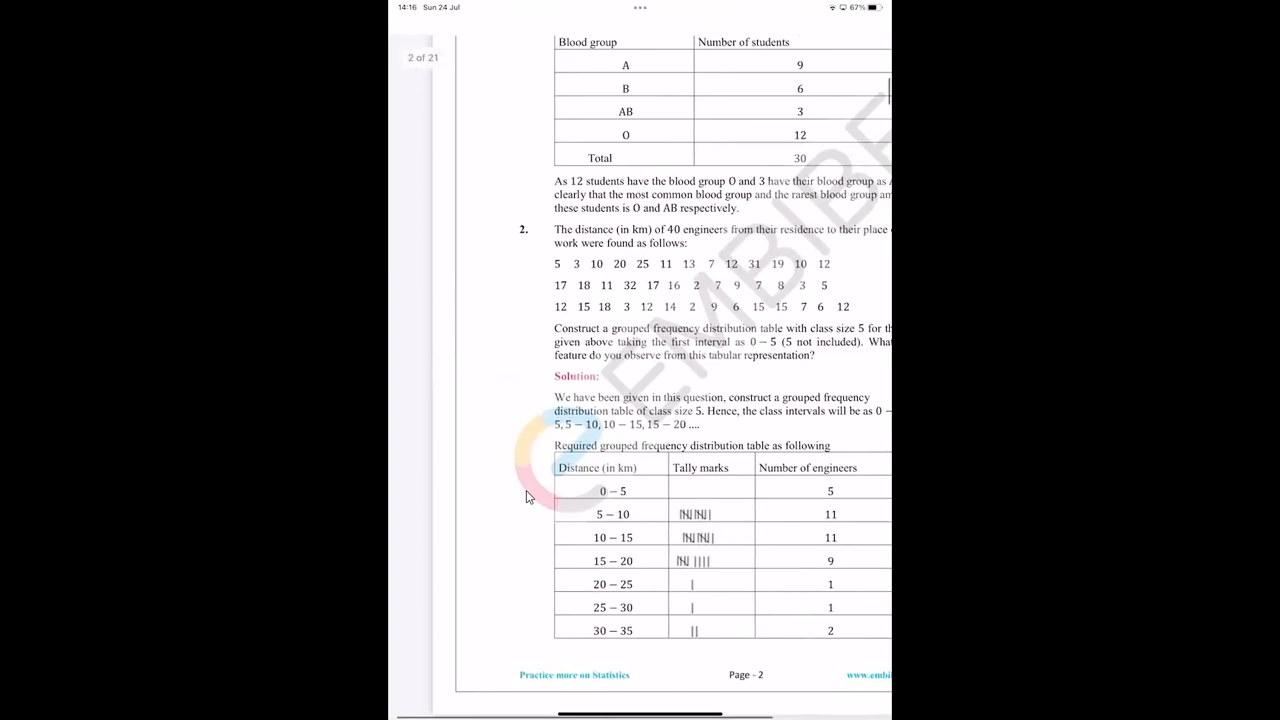 14:16 Sun 24 Jul
67%
2 of 21
Blood group Number of students
A 9
B 6
AB 3
O 12
Total 30
As 12 students have the blood group O and 3 have their blood group as
clearly that the most common blood group and the rarest blood group
these students is O and AB respectively.
2. The distance (in km) of 40 engineers from their residence to their place
work were found as follows:
5 3 10 20 25 11 13 7 12 31 19 10 12
17 18 11 32 17 16 2 7 9 7 8 3 5
12 15 18 3 12 14 2 9 6 15 15 7 6 12
Construct a grouped frequency distribution table with class size 5 for
given above taking the first interval as 0 – 5 (5 not included).
feature do you observe from this tabular representation?
Solution:
We have been given in this question, construct a grouped frequency
distribution table of class size 5. Hence, the class intervals will be as 0 –
5, 5 – 10, 10 – 15, 15 – 20 ....
Required grouped frequency distribution table as following
Distance (in km) Tally marks Number of engineers
0 – 5 5
5 – 10 11
10 – 15 11
15 – 20 9
20 – 25 1
25 – 30 1
30 – 35 2
Practice more on Statistics Page - 2
EMBIBE